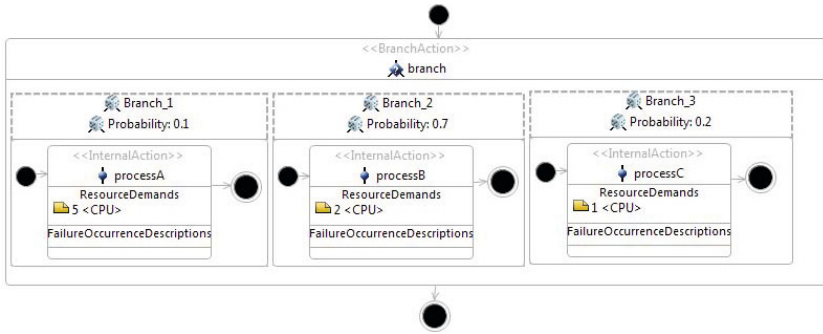 <<BranchAction>>
branch
Branch_1
Probability: 0.1
<<InternalAction>>
processA
ResourceDemands
5 <CPU>
FailureOccurrenceDescriptions
Branch_2
Probability: 0.7
<<InternalAction>>
processB
ResourceDemands
2 <CPU>
FailureOccurrenceDescriptions
Branch_3
Probability: 0.2
<<InternalAction>>
processC
ResourceDemands
1 <CPU>
FailureOccurrenceDescriptions